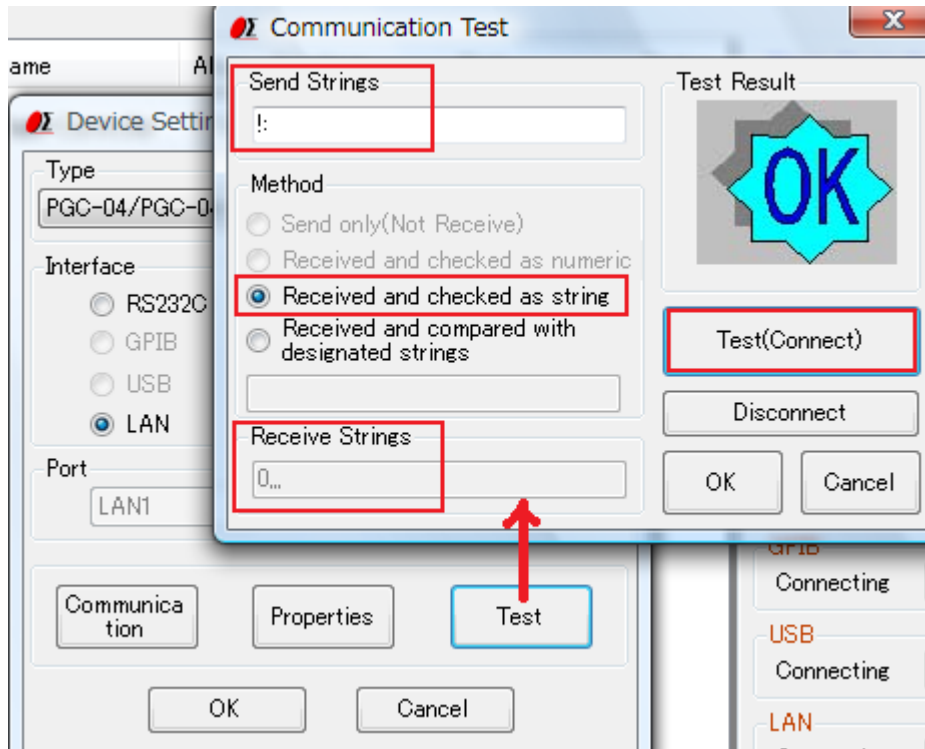 Communication Test
ame
Al
Send Strings
!:
Test Result
OK
Device Settin
Type
PGC-04/PGC-0
Method
Send only(Not Receive)
Received and checked as numeric
Received and checked as string
Received and compared with
designated strings
Interface
RS232C
GPIB
USB
LAN
Test(Connect)
Disconnect
Receive Strings
0,,,
OK
Cancel
Port
LAN1
Communica
tion
Properties
Test
OK
Cancel
GPIB
Connecting
USB
Connecting
LAN